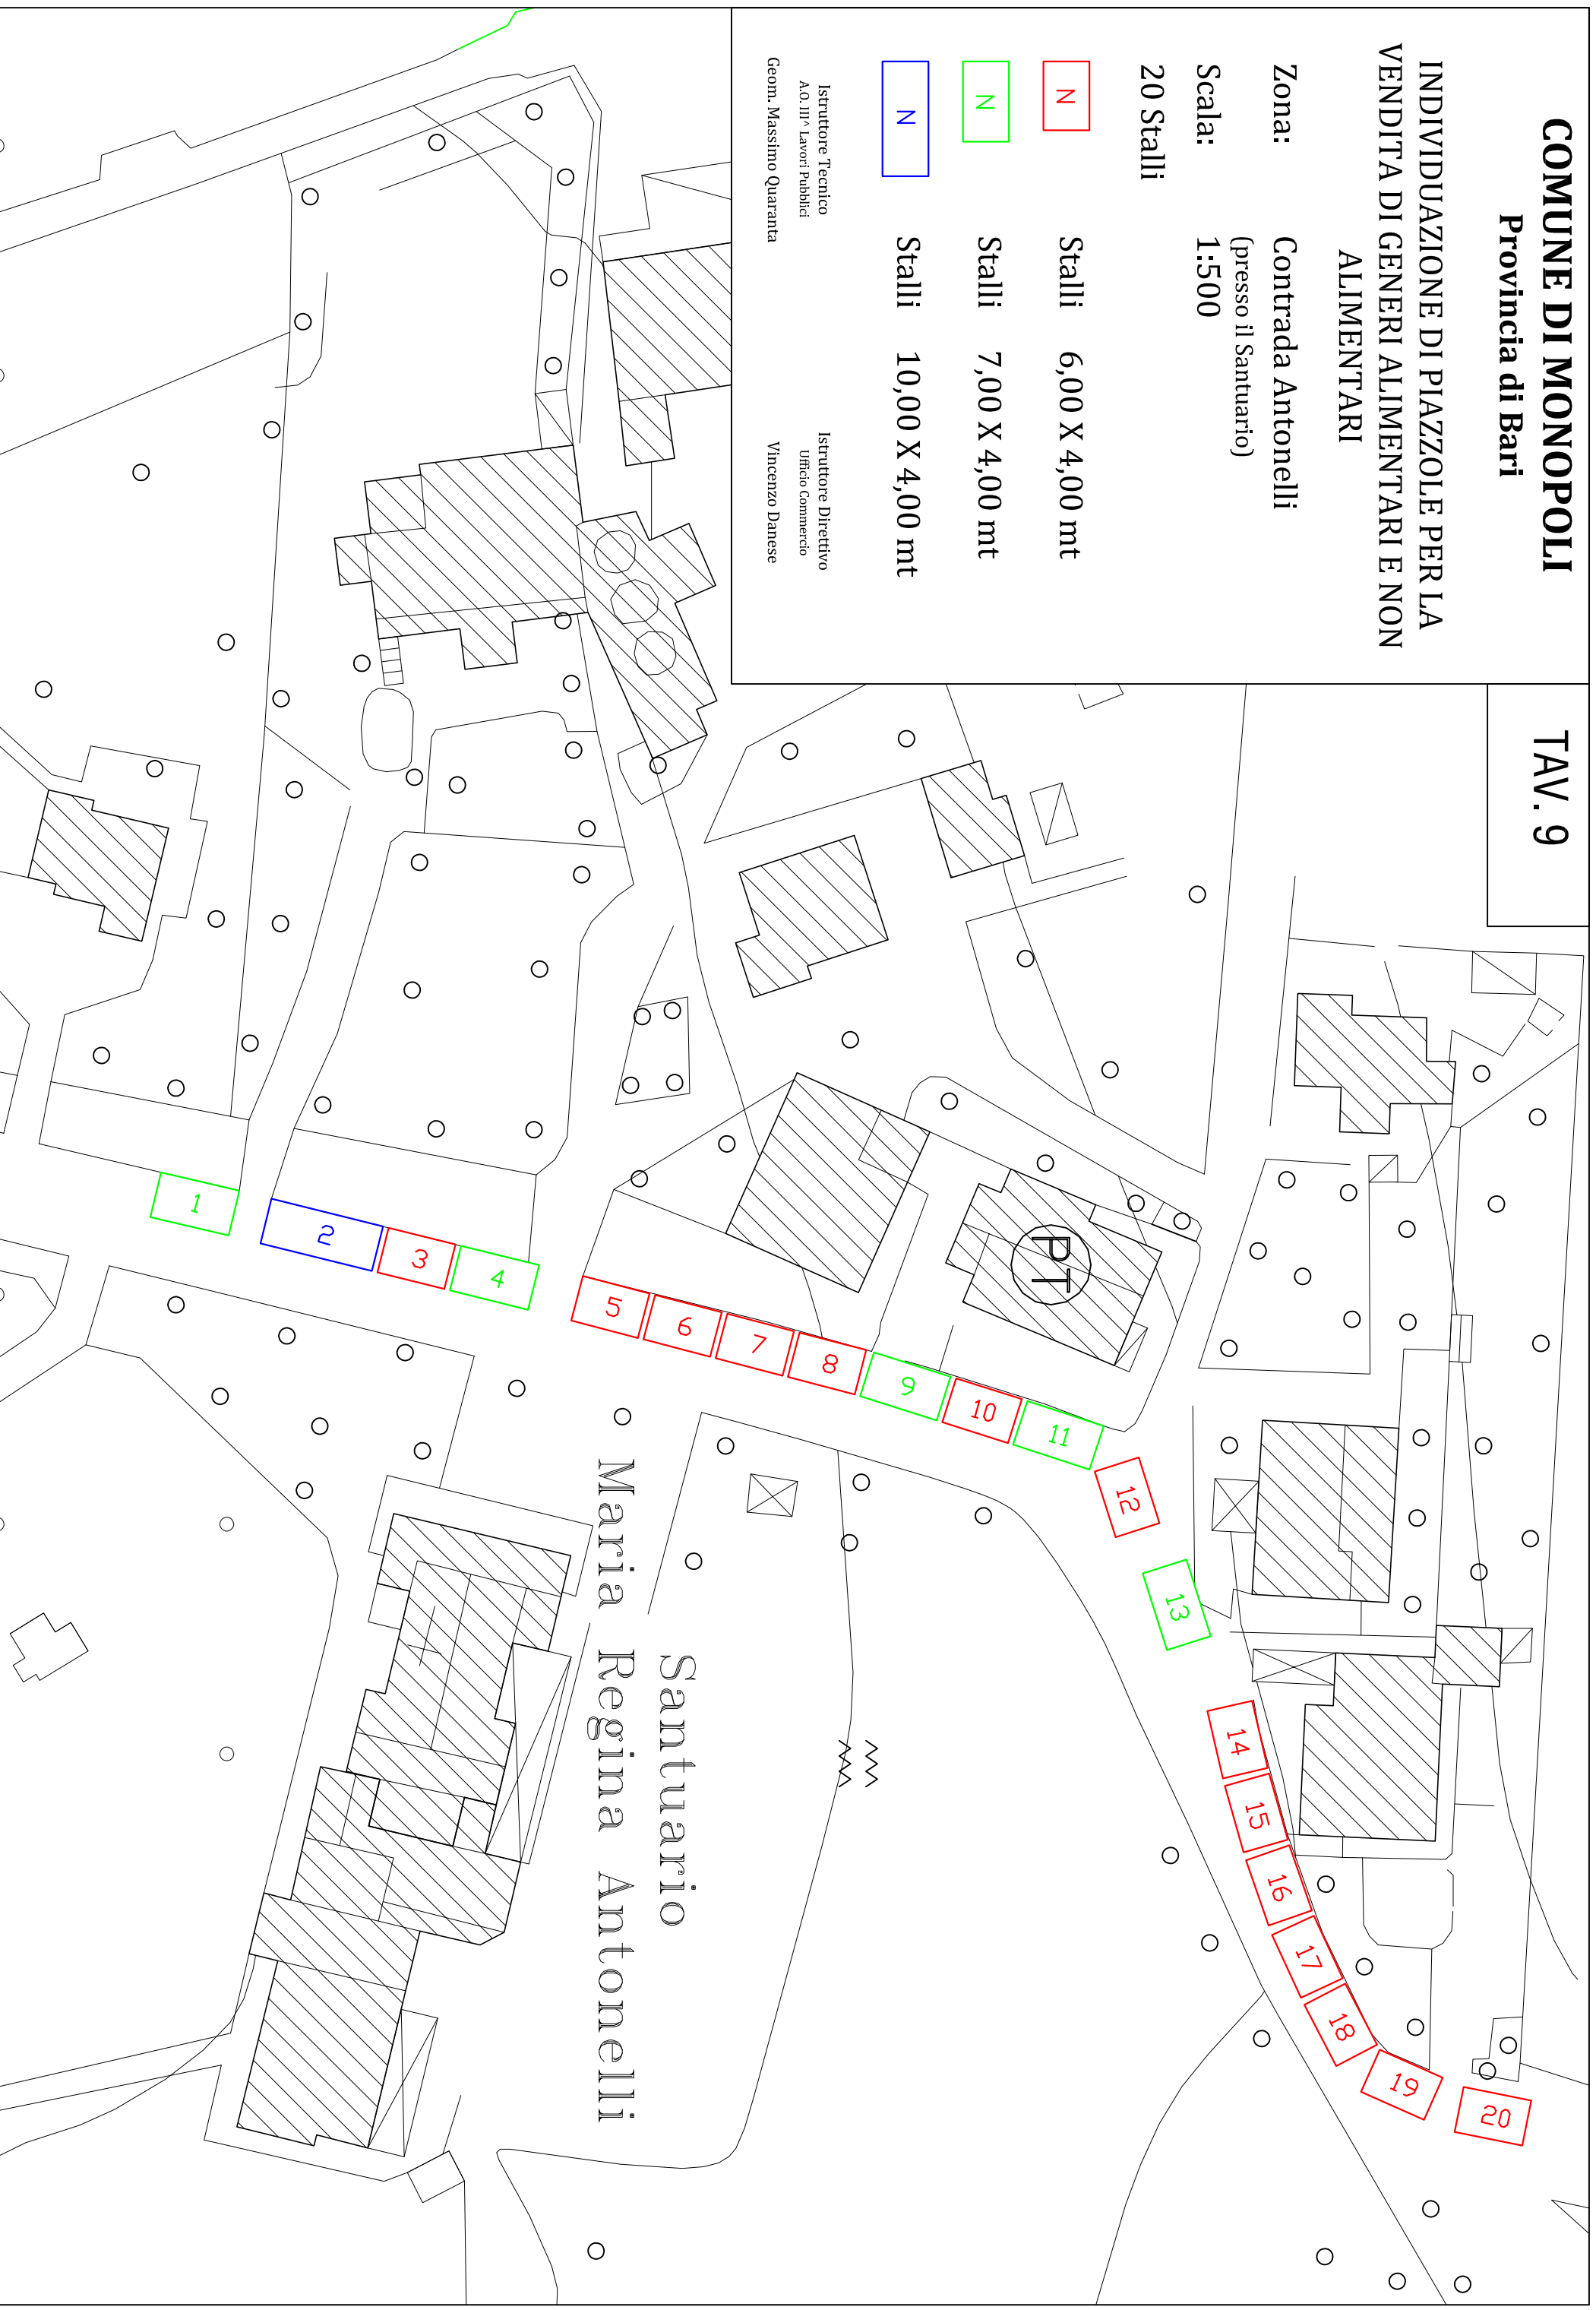 COMUNE DI MONOPOLI
Provincia di Bari
INDIVIDUAZIONE DI PIAZZOLE PER LA
VENDITA DI GENERI ALIMENTARI E NON
ALIMENTARI
Zona: Contrada Antonelli
(presso il Santuario)
Scala: 1:500
20 Stalli
N Stalli 6,00 X 4,00 mt
N Stalli 7,00 X 4,00 mt
N Stalli 10,00 X 4,00 mt
Istruttore Tecnico
A.O. III^ Lavori Pubblici
Geom. Massimo Quaranta
Istruttore Direttivo
Ufficio Commercio
Vincenzo Danese
TAV. 9
PT
20
19
18
17
16
15
14
13
12
11
10
9
8
7
6
5
4
3
2
1
Santuario
Maria Regina Antonelli